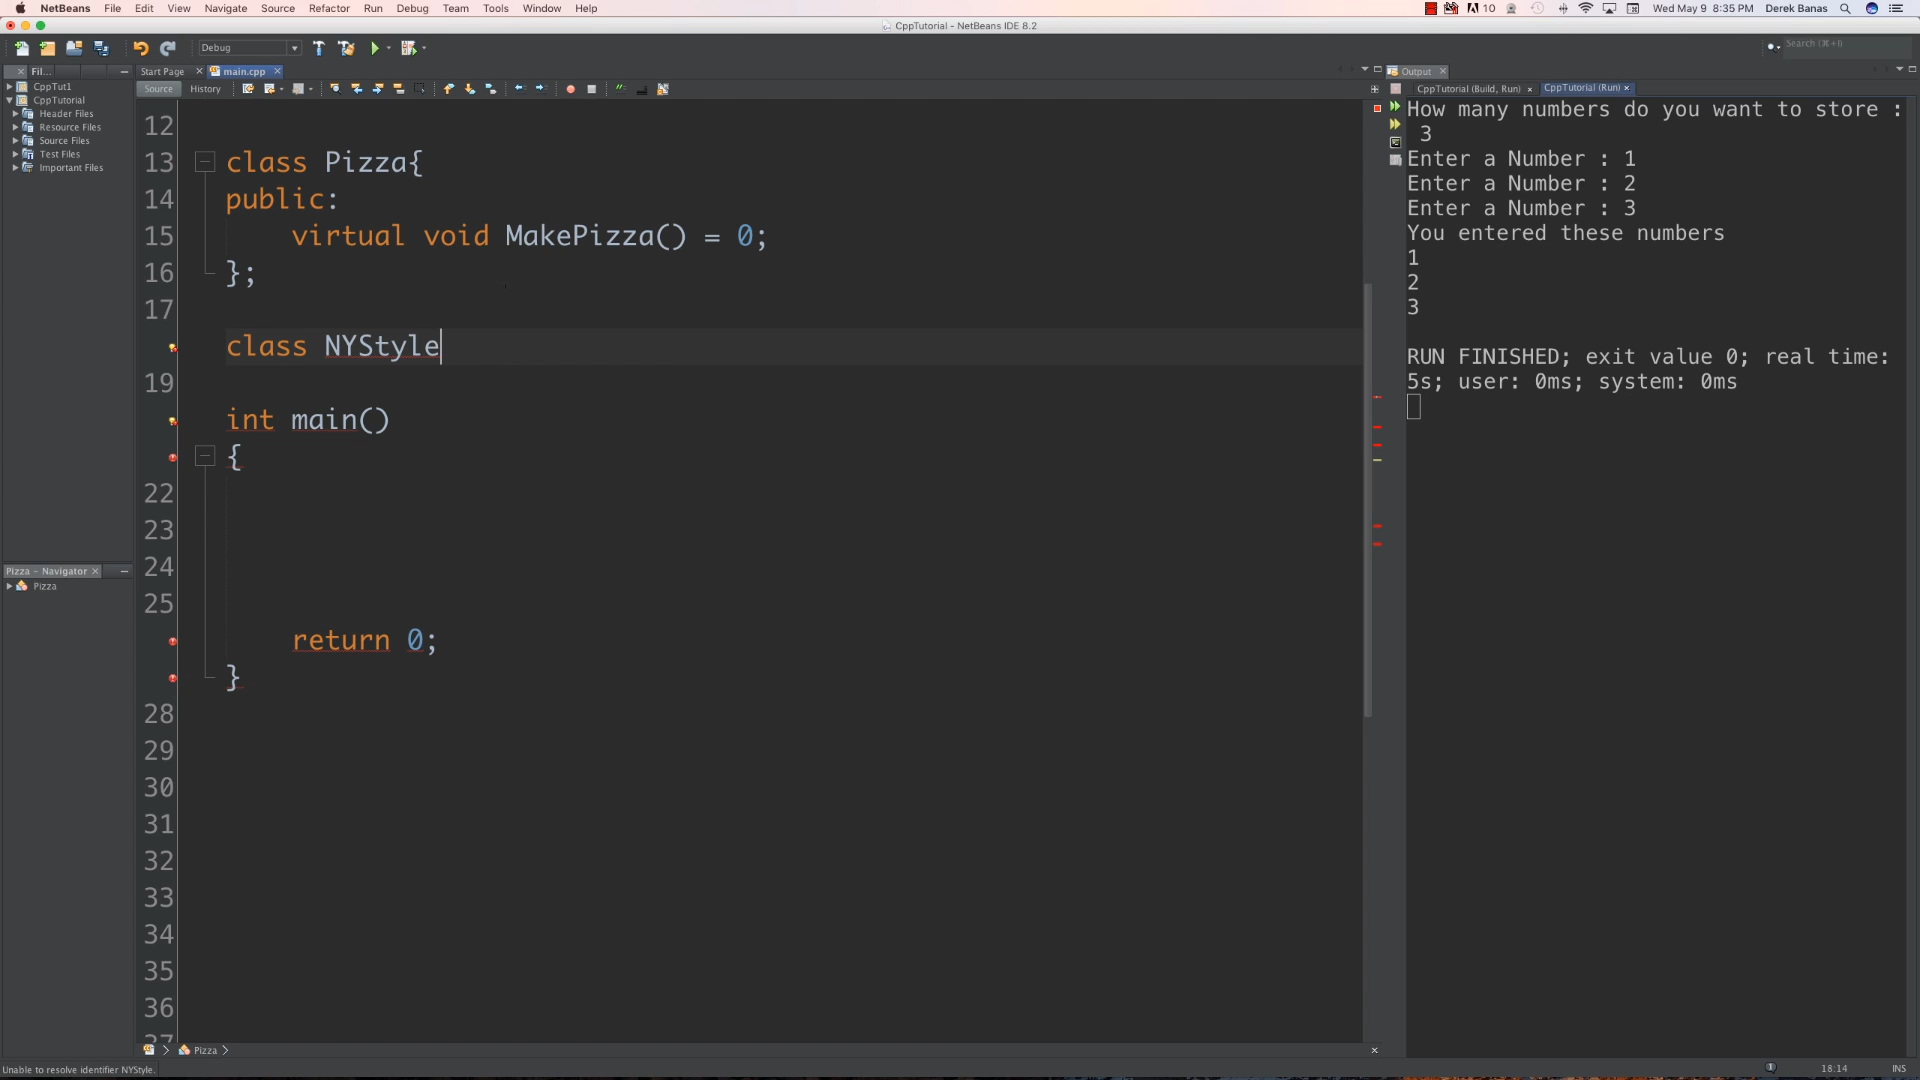 NetBeans File Edit View Navigate Source Refactor Run Debug Team Tools Window Help 10 Wed May 9 8:35 PM Derek Banas
CppTutorial - NetBeans IDE 8.2
Debug
Search (⌘+I)
Fil... Start Page main.cpp Output
Source History CppTutorial (Build, Run) CppTutorial (Run)
CppTut1
CppTutorial
Header Files
Resource Files
Source Files
Test Files
Important Files
Pizza - Navigator
Pizza
12
13 class Pizza{
14 public:
15 virtual void MakePizza() = 0;
16 };
17
class NYStyle
19
int main()
{
22
23
24
25
return 0;
}
28
29
30
31
32
33
34
35
36
37
Pizza
How many numbers do you want to store :
3
Enter a Number : 1
Enter a Number : 2
Enter a Number : 3
You entered these numbers
1
2
3
RUN FINISHED; exit value 0; real time:
5s; user: 0ms; system: 0ms
Unable to resolve identifier NYStyle. 18:14 INS